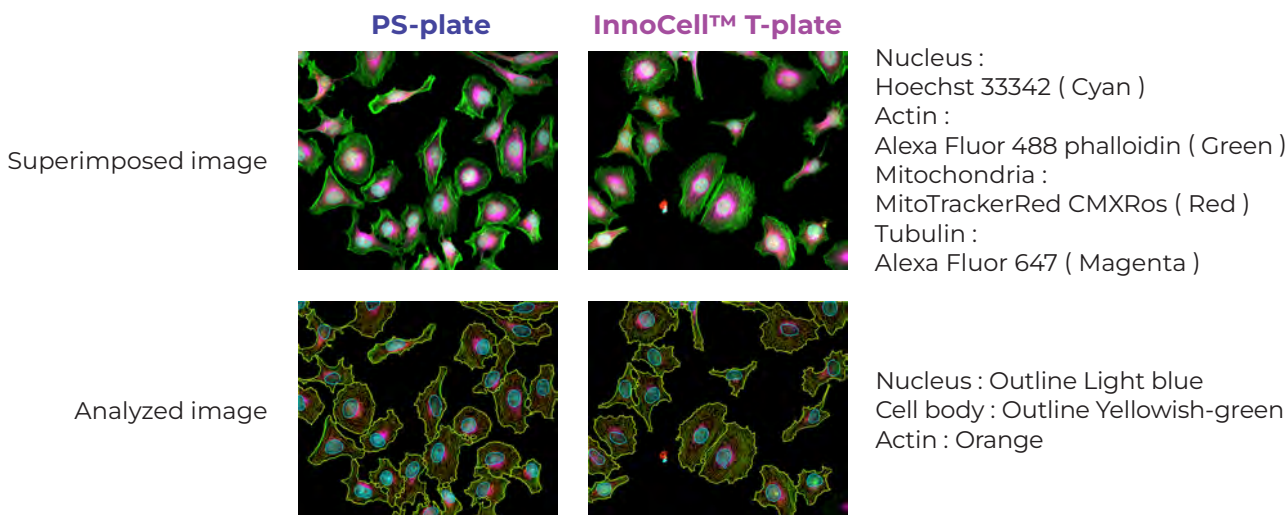 PS-plate
InnoCell™ T-plate
Superimposed image
Nucleus :
Hoechst 33342 ( Cyan )
Actin :
Alexa Fluor 488 phalloidin ( Green )
Mitochondria :
MitoTrackerRed CMXRos ( Red )
Tubulin :
Alexa Fluor 647 ( Magenta )
Analyzed image
Nucleus : Outline Light blue
Cell body : Outline Yellowish-green
Actin : Orange